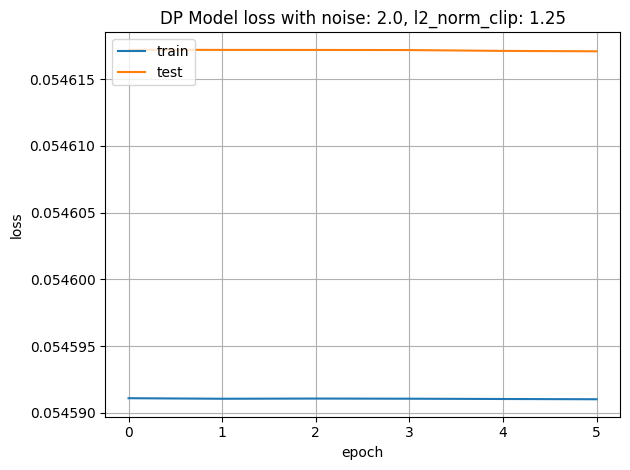 DP Model loss with noise: 2.0, l2_norm_clip: 1.25
train
test
0.054615
0.054610
0.054605
0.054600
0.054595
0.054590
loss
0 1 2 3 4 5
epoch